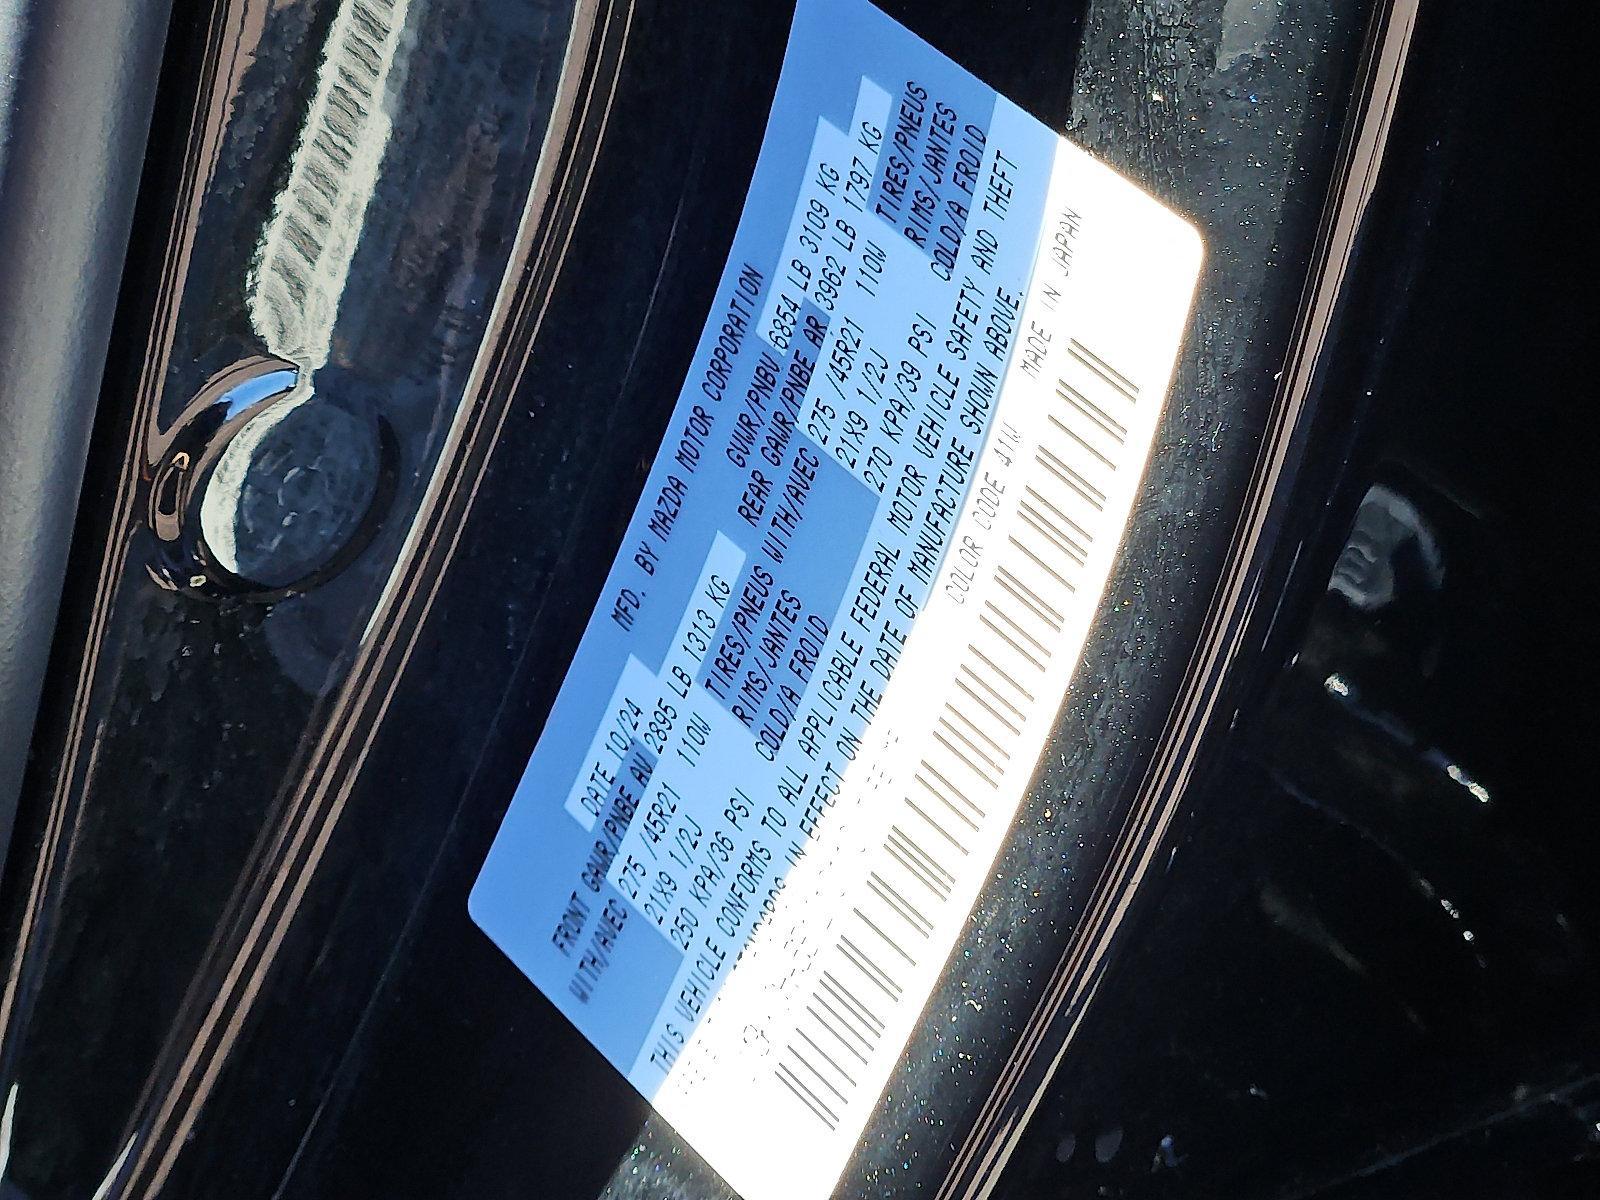 MFD. BY MAZDA MOTOR CORPORATION
DATE 10/24 GVWR/PNBV 6854 LB 3109 KG
FRONT GAWR/PNBE AV 2895 LB 1313 KG REAR GAWR/PNBE AR 3962 LB 1797 KG
WITH/AVEC 275 /45R21 110W TIRES/PNEUS WITH/AVEC 275 /45R21 110W TIRES/PNEUS
21X9 1/2J RIMS/JANTES 21X9 1/2J RIMS/JANTES
250 KPA/36 PSI COLD/A FROID 270 KPA/39 PSI COLD/A FROID
THIS VEHICLE CONFORMS TO ALL APPLICABLE FEDERAL MOTOR VEHICLE SAFETY AND THEFT
IN EFFECT ON THE DATE OF MANUFACTURE SHOWN ABOVE.
COLOR CODE 41W MADE IN JAPAN